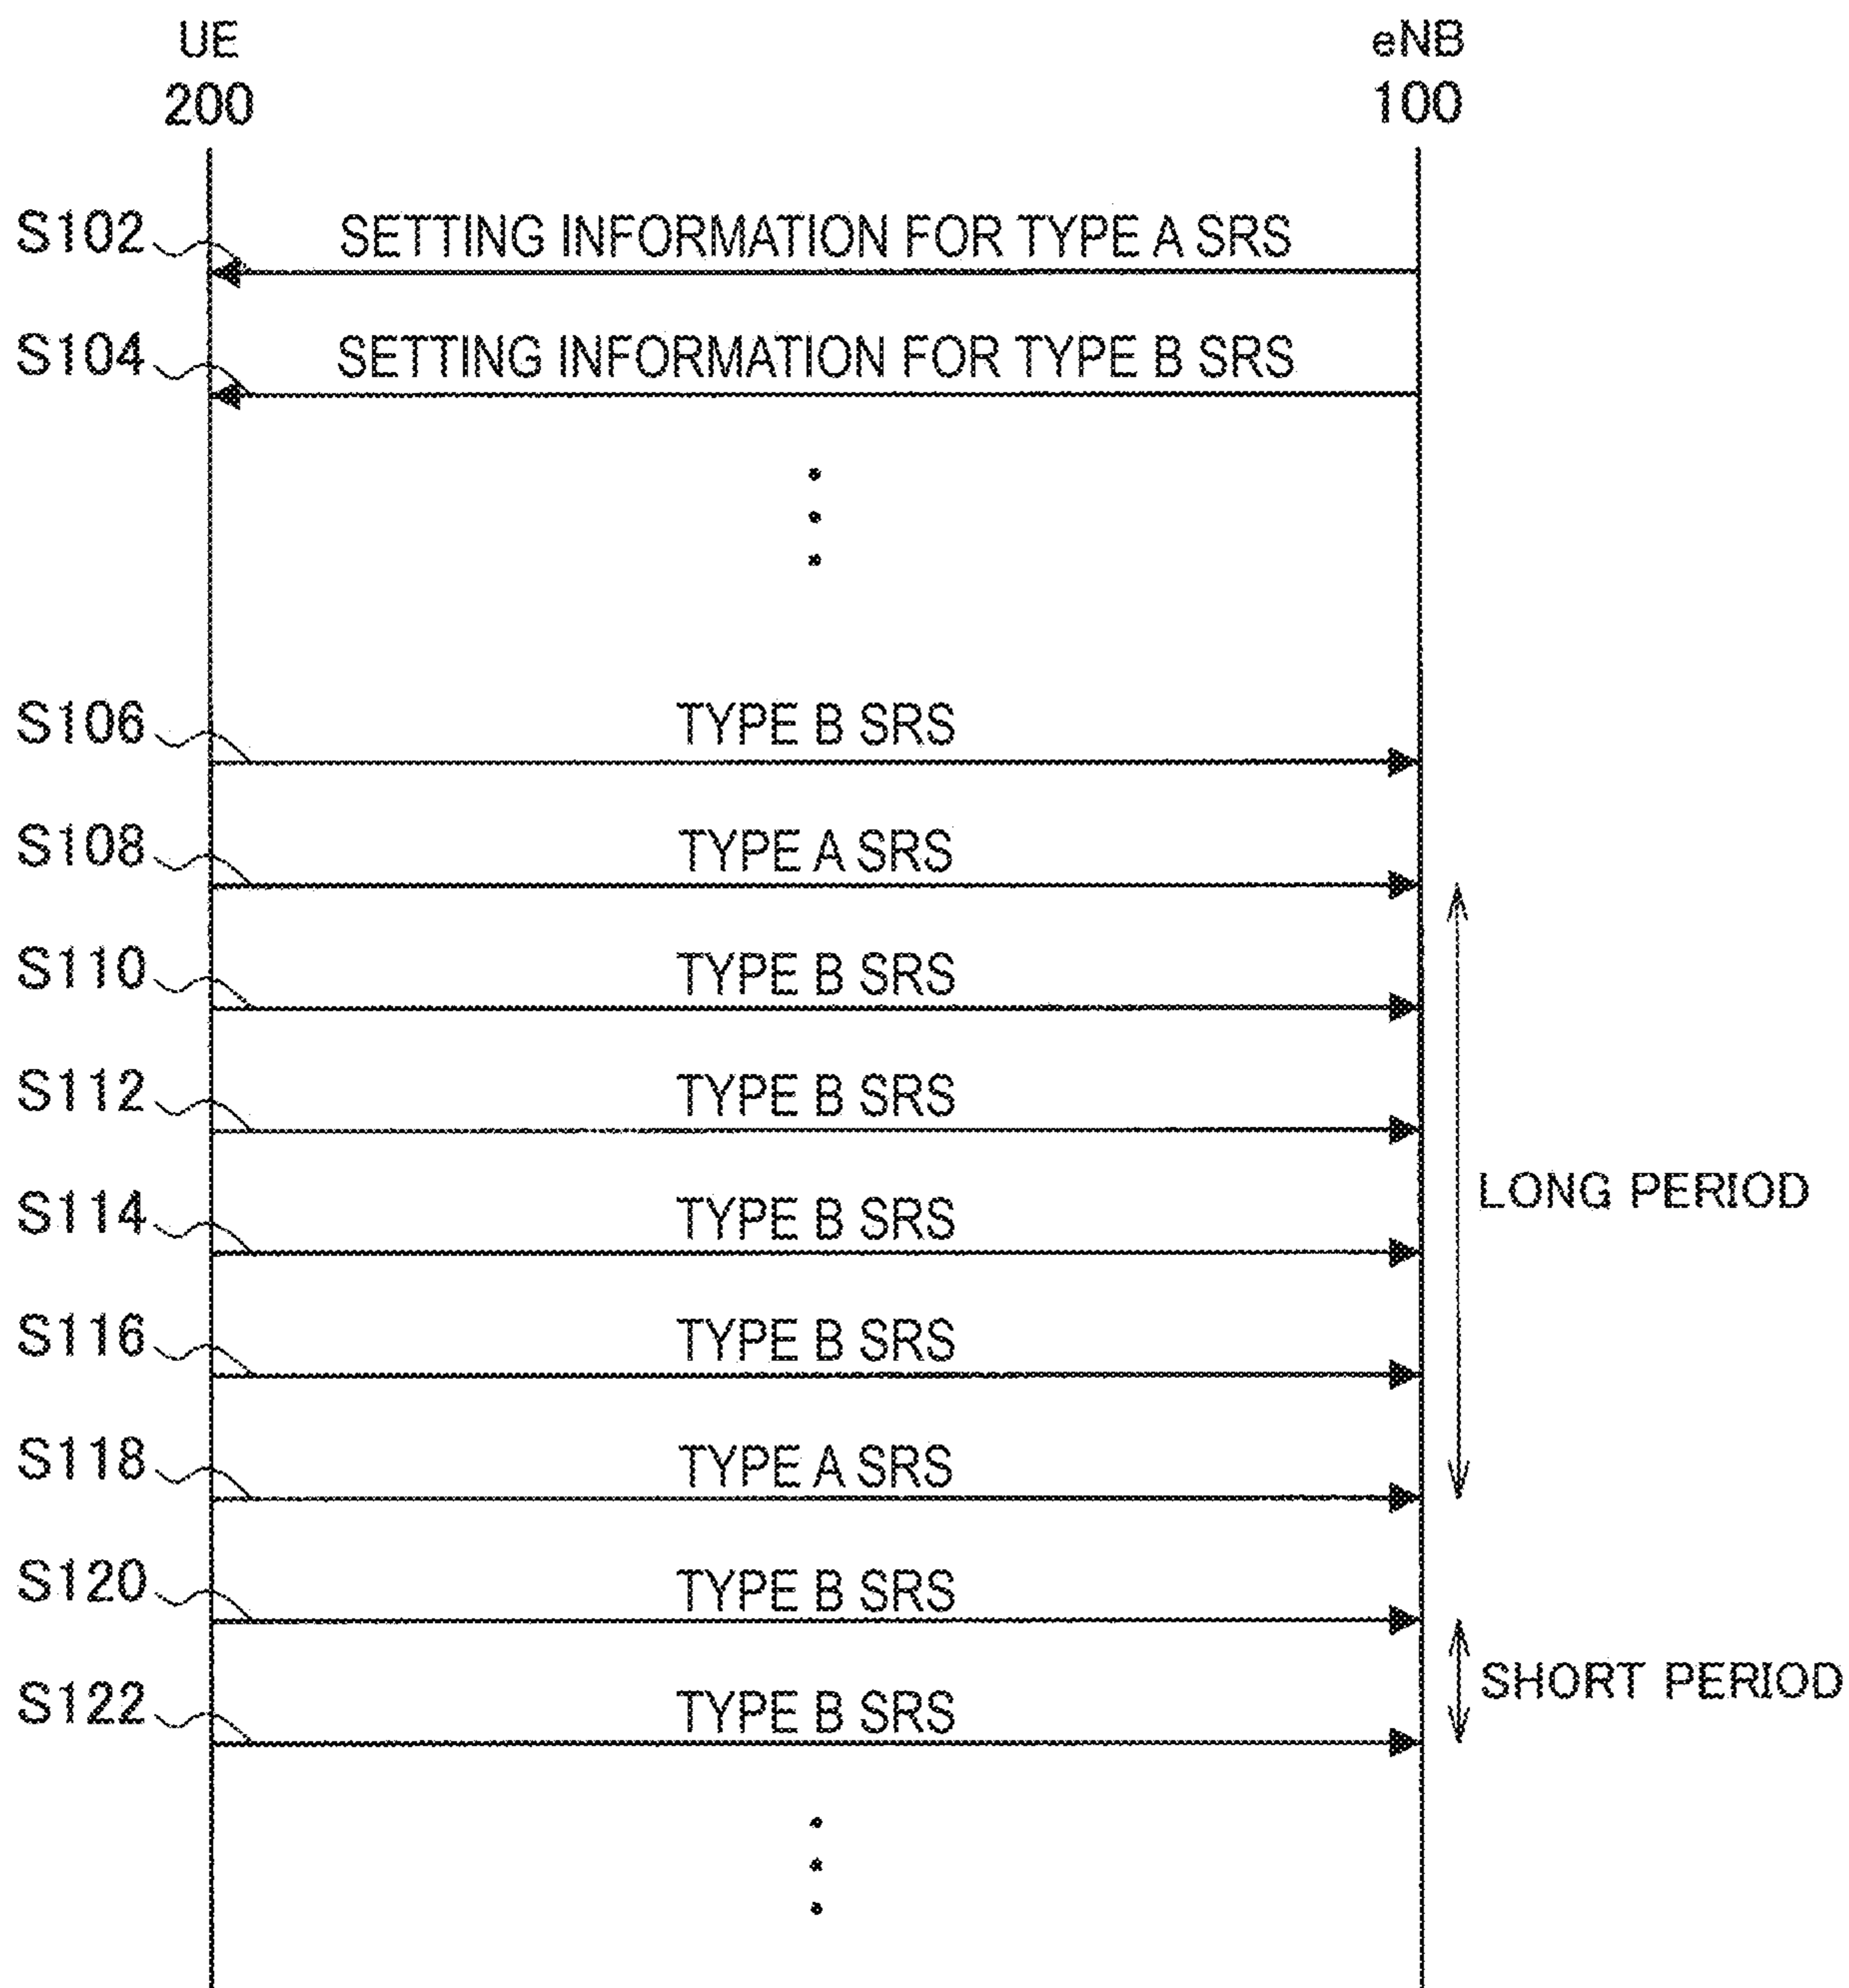 UE
200
eNB
100
S102
SETTING INFORMATION FOR TYPE A SRS
S104
SETTING INFORMATION FOR TYPE B SRS
S106
TYPE B SRS
S108
TYPE A SRS
S110
TYPE B SRS
S112
TYPE B SRS
S114
TYPE B SRS
LONG PERIOD
S116
TYPE B SRS
S118
TYPE A SRS
S120
TYPE B SRS
SHORT PERIOD
S122
TYPE B SRS